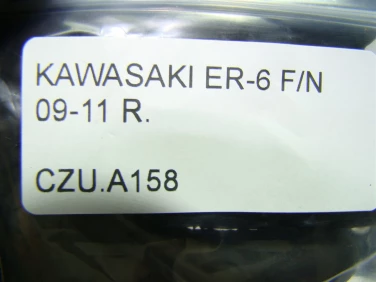 KAWASAKI ER-6 F/N
09-11 R.
CZU.A158